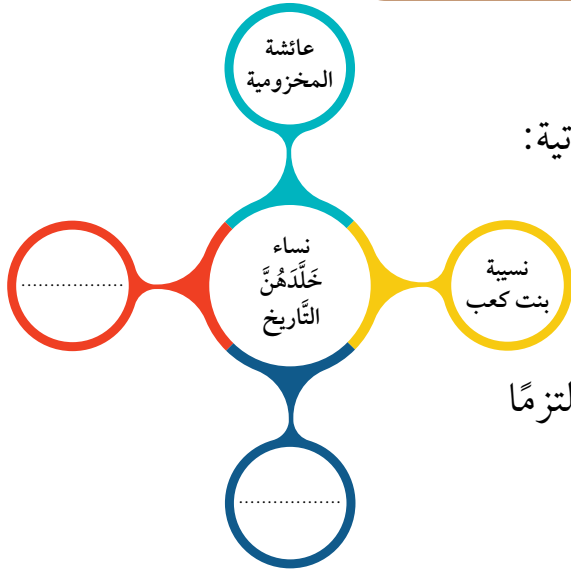 عائشة
المخزومية
تية:
نساء
خَلَّدَهُنَّ
التَّاريخ
نسيبة
بنت كعب
....................
لتزمًا
....................